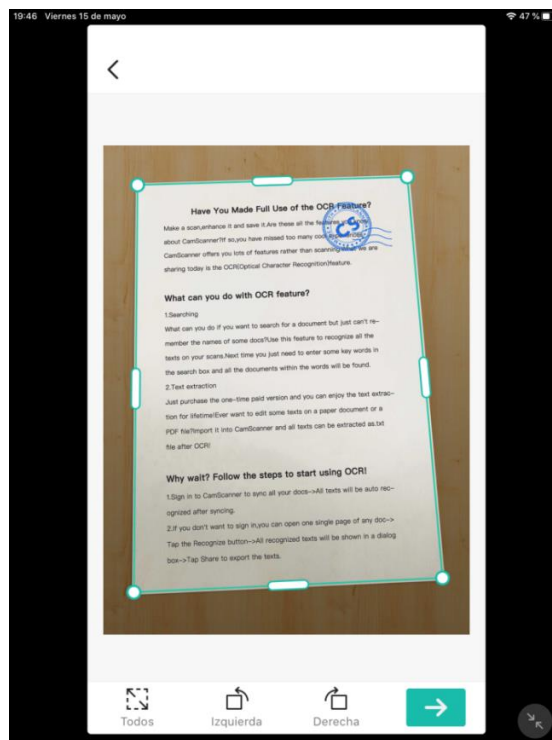 19:46 Viernes 15 de mayo
47 %
Have You Made Full Use of the OCR Feature?
Make a scan,enhance it and save it.Are these all the features
about CamScanner?If so,you have missed too many
CamScanner offers you lots of features rather than scanning we are
sharing today is the OCR(Optical Character Recognition)feature.
What can you do with OCR feature?
1.Searching
What can you do if you want to search for a document but just can't re-
member the names of some docs?Use this feature to recognize all the
texts on your scans.Next time you just need to enter some key words in
the search box and all the documents within the words will be found.
2.Text extraction
Just purchase the one-time paid version and you can enjoy the text extrac-
tion for lifetime!Ever want to edit some texts on a paper document or a
PDF file?Import it into CamScanner and all texts can be extracted as.txt
file after OCR!
Why wait? Follow the steps to start using OCR!
1.Sign in to CamScanner to sync all your docs->All texts will be auto rec-
ognized after syncing.
2.If you don't want to sign in,you can open one single page of any doc->
Tap the Recognize button->All recognized texts will be shown in a dialog
box->Tap Share to export the texts.
CS
Todos Izquierda Derecha